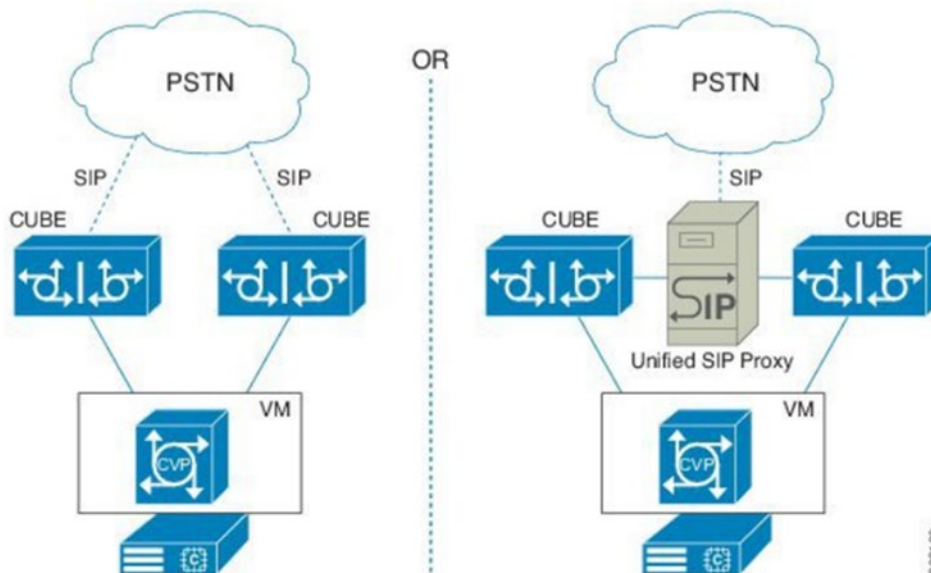 PSTN
OR
PSTN
SIP
SIP
SIP
CUBE
CUBE
CUBE
CUBE
SIP
Unified SIP Proxy
VM
VM
CVP
CVP
C
C